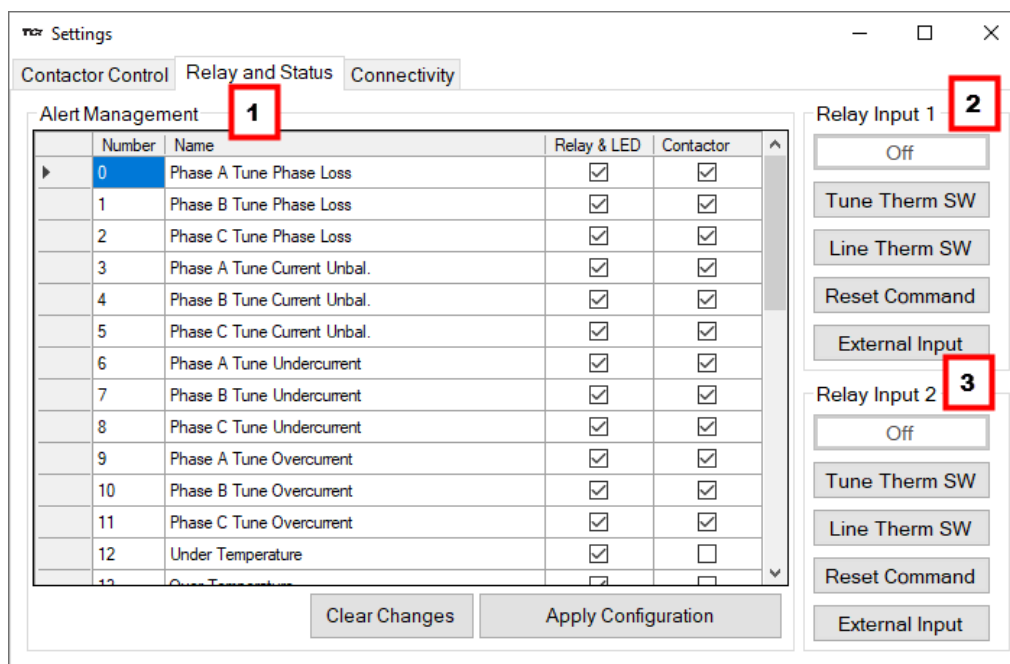 TCI Settings
Contactor Control Relay and Status Connectivity
Alert Management 1
Number Name Relay & LED Contactor
0 Phase A Tune Phase Loss
1 Phase B Tune Phase Loss
2 Phase C Tune Phase Loss
3 Phase A Tune Current Unbal.
4 Phase B Tune Current Unbal.
5 Phase C Tune Current Unbal.
6 Phase A Tune Undercurrent
7 Phase B Tune Undercurrent
8 Phase C Tune Undercurrent
9 Phase A Tune Overcurrent
10 Phase B Tune Overcurrent
11 Phase C Tune Overcurrent
12 Under Temperature
13 Over Temperature
Clear Changes Apply Configuration
Relay Input 1 2
Off
Tune Therm SW
Line Therm SW
Reset Command
External Input
Relay Input 2 3
Off
Tune Therm SW
Line Therm SW
Reset Command
External Input